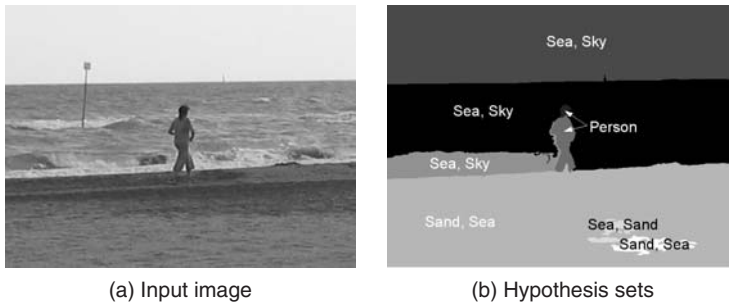 Sea, Sky
Sea, Sky
Person
Sea, Sky
Sand, Sea
Sea, Sand
Sand, Sea
(a) Input image
(b) Hypothesis sets